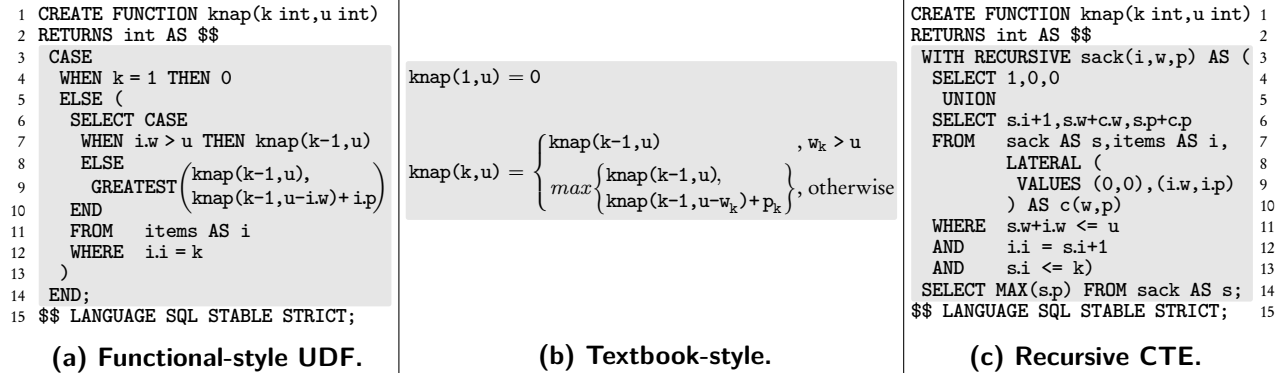 1 CREATE FUNCTION knap(k int,u int)
2 RETURNS int AS $$
3 CASE
4 WHEN k = 1 THEN 0
5 ELSE (
6 SELECT CASE
7 WHEN i.w > u THEN knap(k-1,u)
8 ELSE
9 GREATEST(knap(k-1,u),
knap(k-1,u-i.w)+ i.p)
10 END
11 FROM items AS i
12 WHERE i.i = k
13 )
14 END;
15 $$ LANGUAGE SQL STABLE STRICT;
(a) Functional-style UDF.
knap(1,u) = 0
knap(k,u) = { knap(k-1,u) , wₖ > u
max{ knap(k-1,u),
knap(k-1,u-wₖ)+pₖ }, otherwise
(b) Textbook-style.
CREATE FUNCTION knap(k int,u int) 1
RETURNS int AS $$ 2
WITH RECURSIVE sack(i,w,p) AS ( 3
SELECT 1,0,0 4
UNION 5
SELECT s.i+1,s.w+c.w,s.p+c.p 6
FROM sack AS s,items AS i, 7
LATERAL ( 8
VALUES (0,0),(i.w,i.p) 9
) AS c(w,p) 10
WHERE s.w+i.w <= u 11
AND i.i = s.i+1 12
AND s.i <= k) 13
SELECT MAX(s.p) FROM sack AS s; 14
$$ LANGUAGE SQL STABLE STRICT; 15
(c) Recursive CTE.